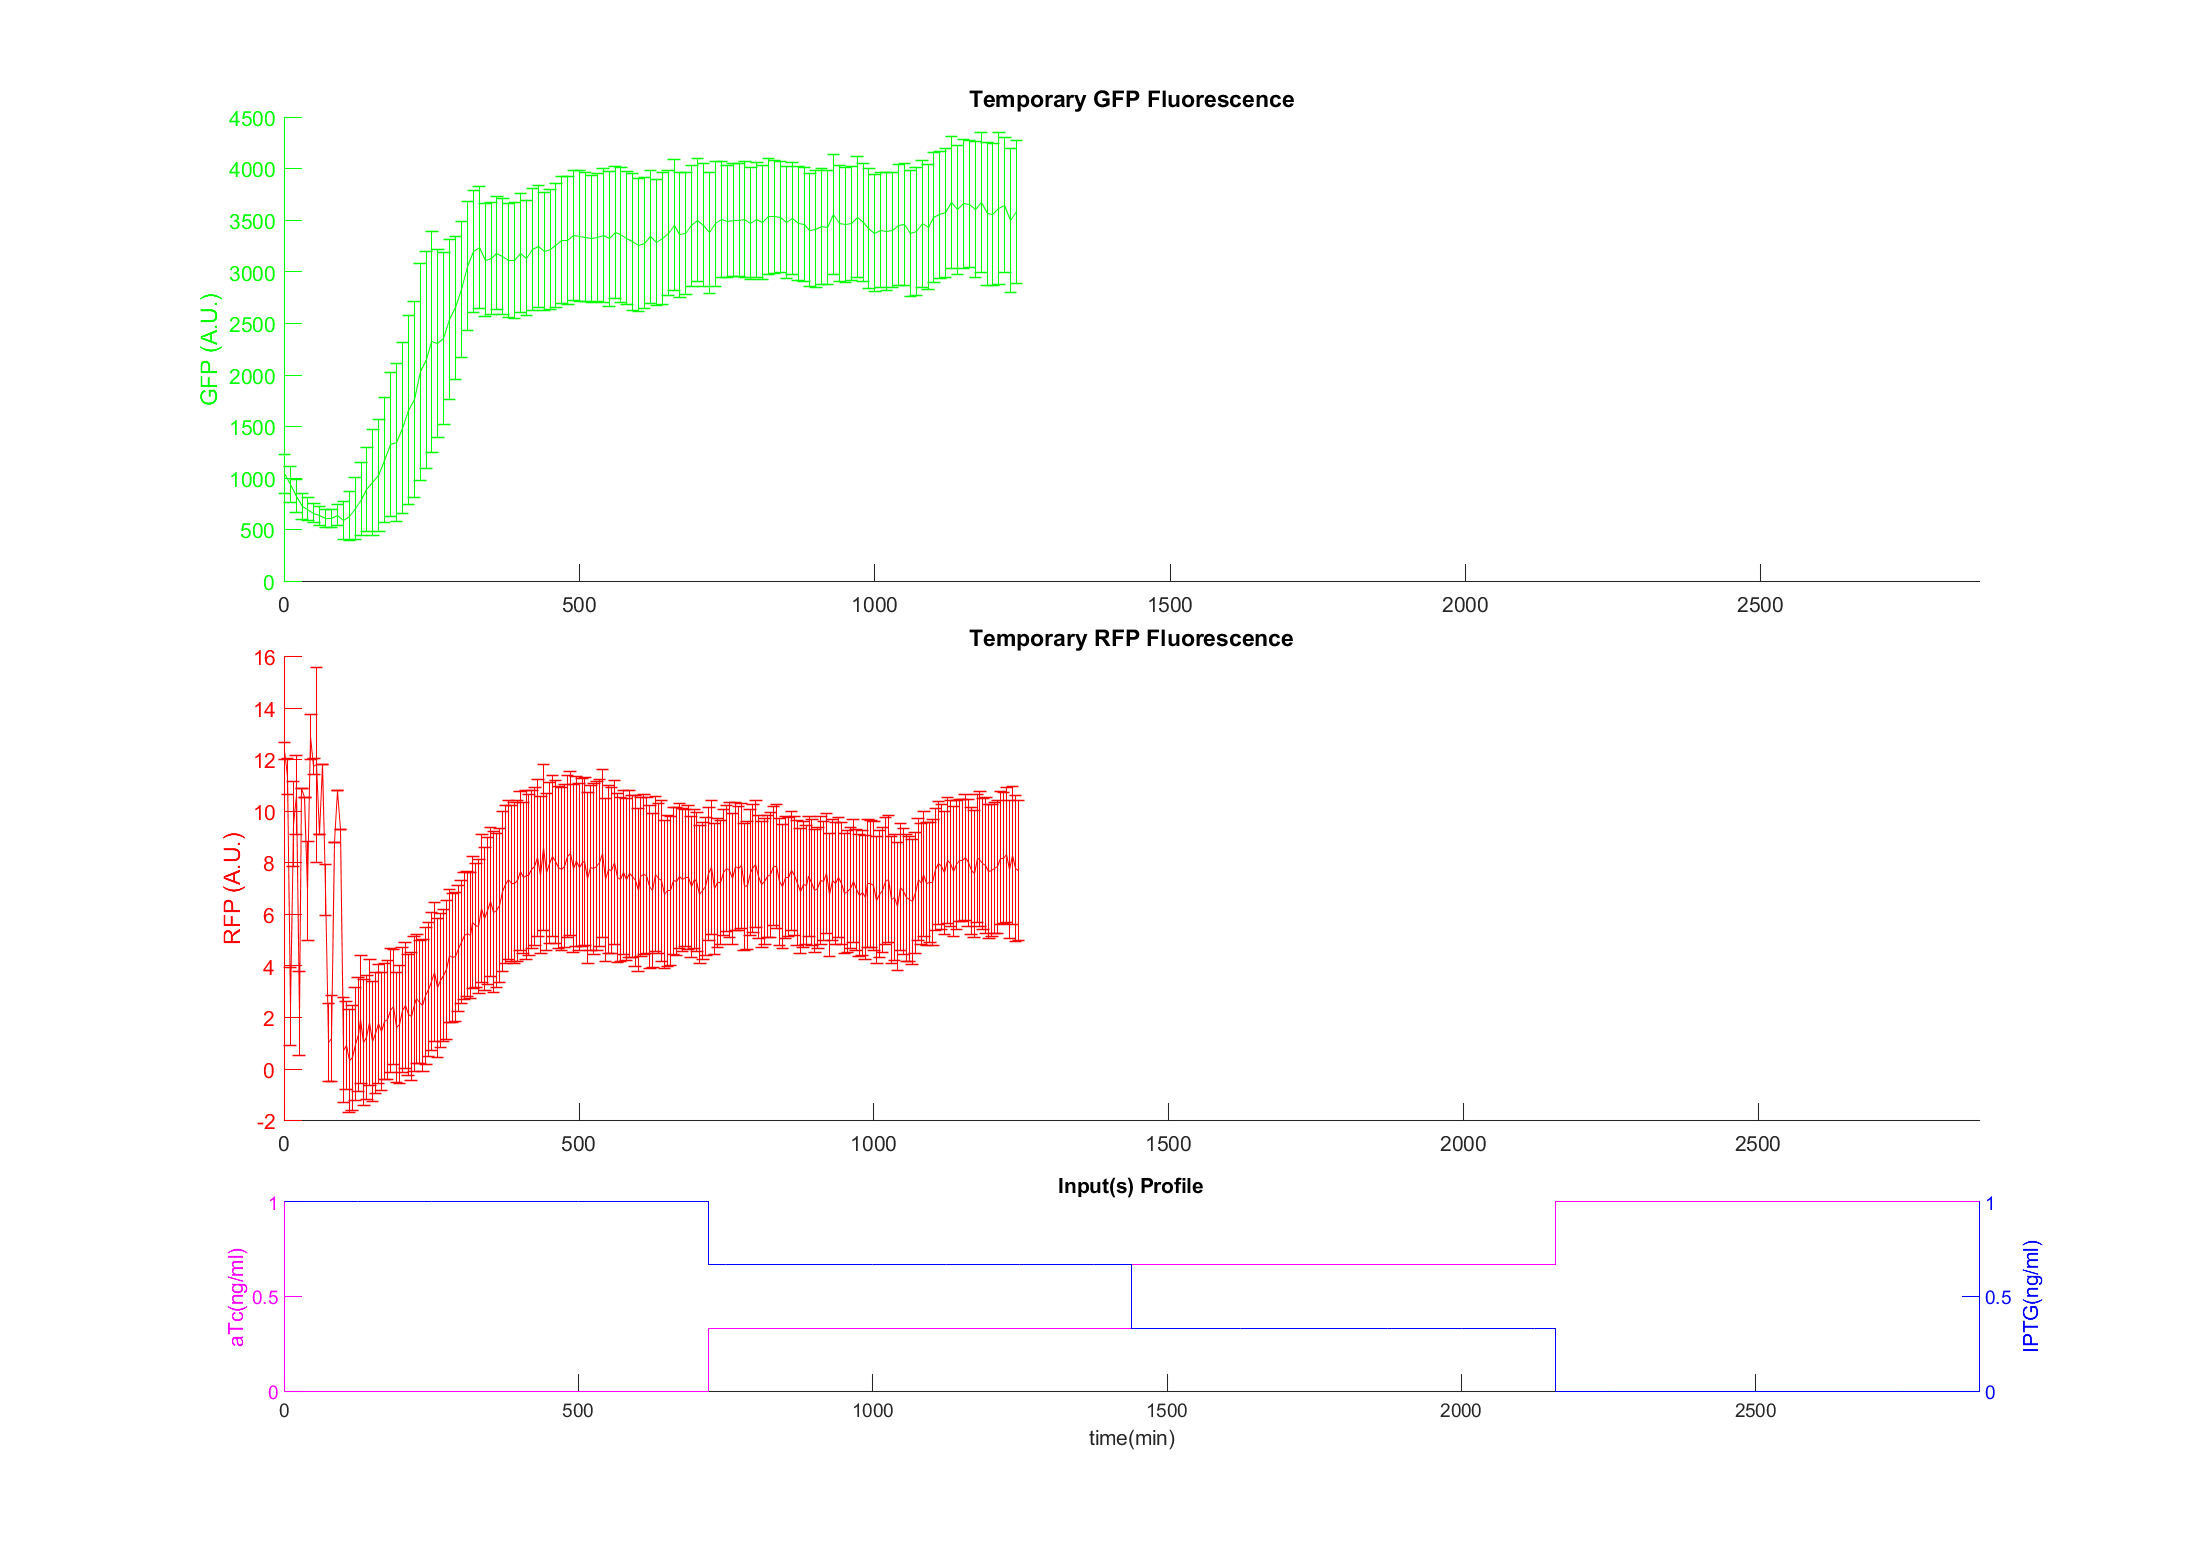 Temporary GFP Fluorescence
4500
4000
3500
3000
2500
2000
1500
1000
500
0
GFP (A.U.)
0 500 1000 1500 2000 2500
Temporary RFP Fluorescence
16
14
12
10
8
6
4
2
0
-2
RFP (A.U.)
0 500 1000 1500 2000 2500
Input(s) Profile
1
0.5
0
aTc(ng/ml)
1
0.5
0
IPTG(ng/ml)
0 500 1000 1500 2000 2500
time(min)